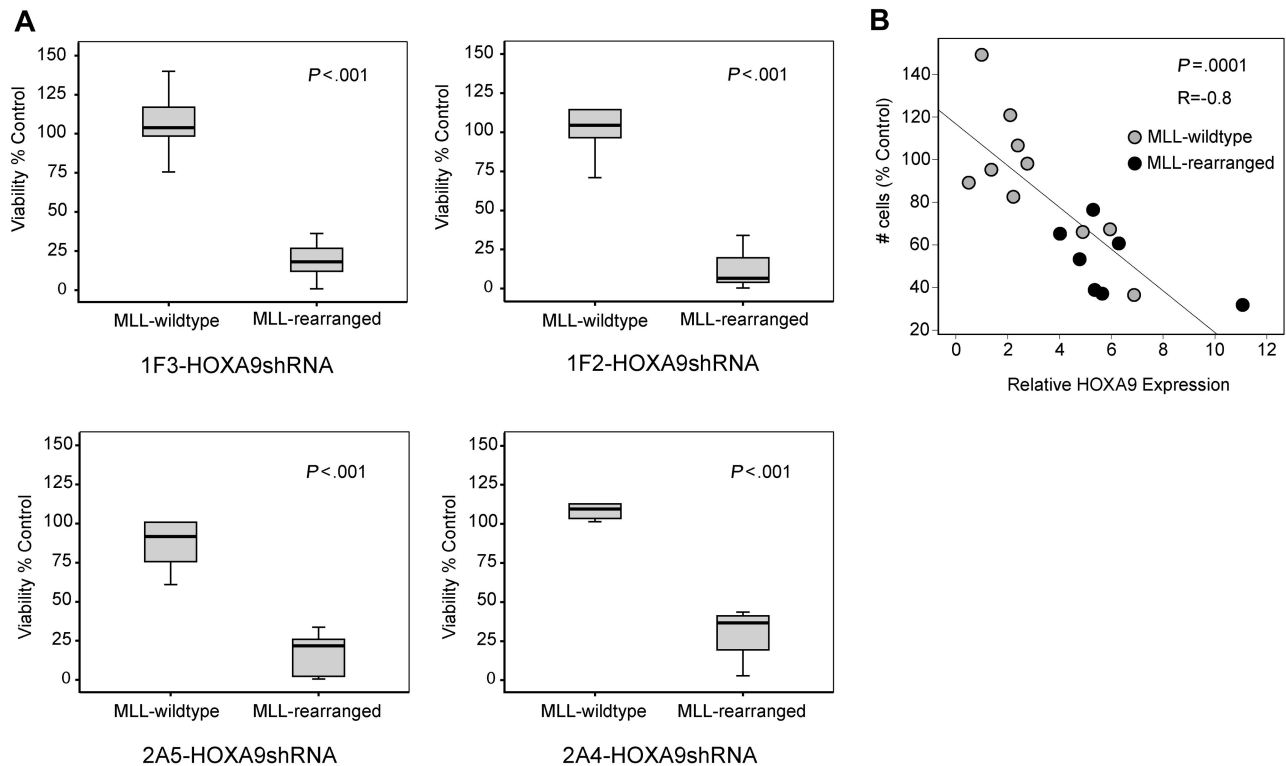 A
150
125
100
75
50
25
0
Viability % Control
P<.001
MLL-wildtype MLL-rearranged
1F3-HOXA9shRNA
150
125
100
75
50
25
0
Viability % Control
P<.001
MLL-wildtype MLL-rearranged
1F2-HOXA9shRNA
B
140
120
100
80
60
40
20
# cells (% Control)
P=.0001
R=-0.8
MLL-wildtype
MLL-rearranged
0 2 4 6 8 10 12
Relative HOXA9 Expression
150
125
100
75
50
25
0
Viability % Control
P<.001
MLL-wildtype MLL-rearranged
2A5-HOXA9shRNA
150
125
100
75
50
25
0
Viability % Control
P<.001
MLL-wildtype MLL-rearranged
2A4-HOXA9shRNA